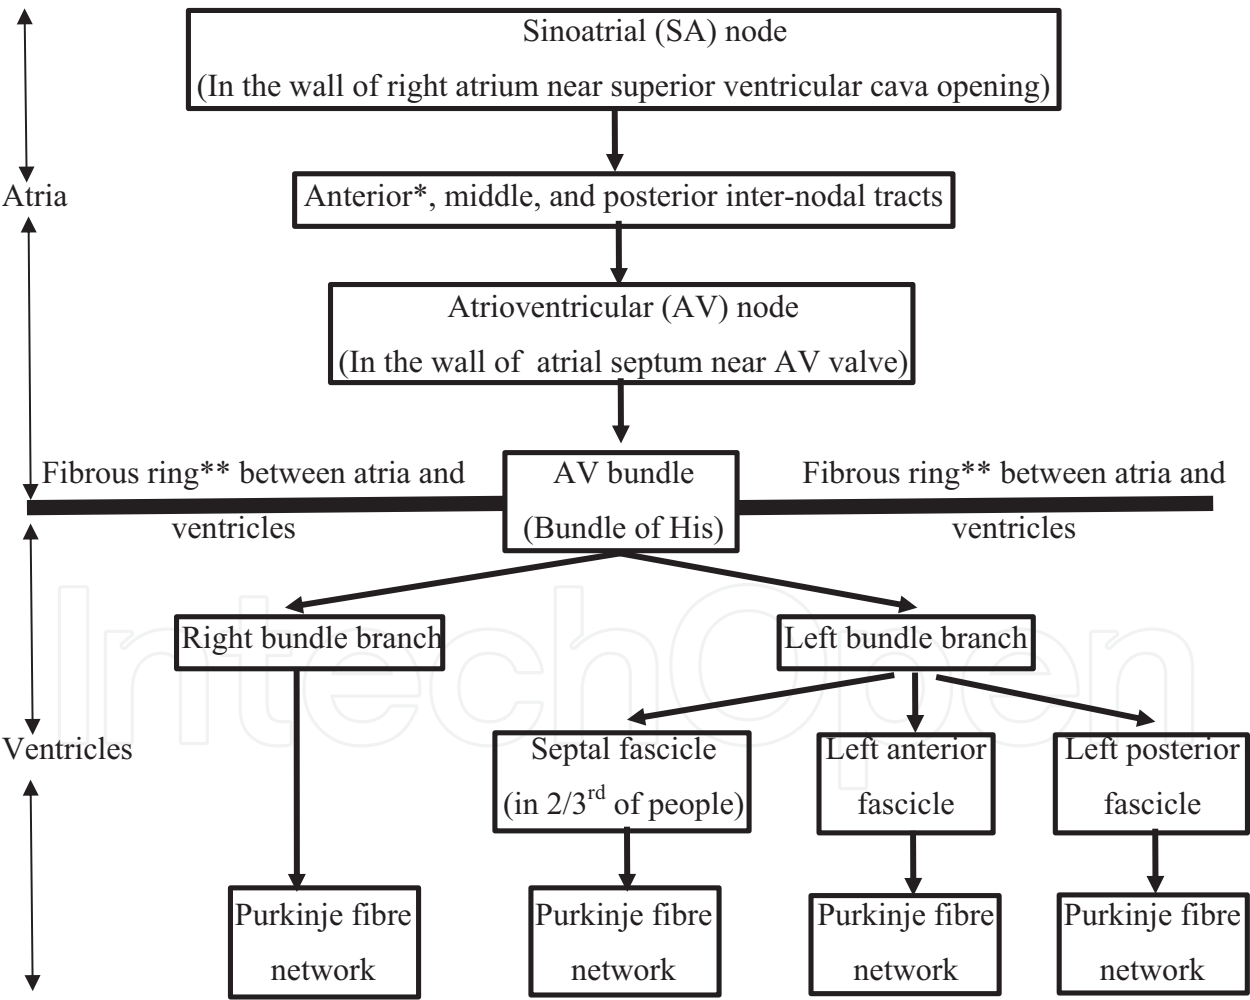 Sinoatrial (SA) node
(In the wall of right atrium near superior ventricular cava opening)
Atria
Anterior*, middle, and posterior inter-nodal tracts
Atrioventricular (AV) node
(In the wall of atrial septum near AV valve)
Fibrous ring** between atria and
ventricles
AV bundle
(Bundle of His)
Fibrous ring** between atria and
ventricles
Right bundle branch
Left bundle branch
IntechOpen
Ventricles
Septal fascicle
(in 2/3rd of people)
Left anterior
fascicle
Left posterior
fascicle
Purkinje fibre
network
Purkinje fibre
network
Purkinje fibre
network
Purkinje fibre
network